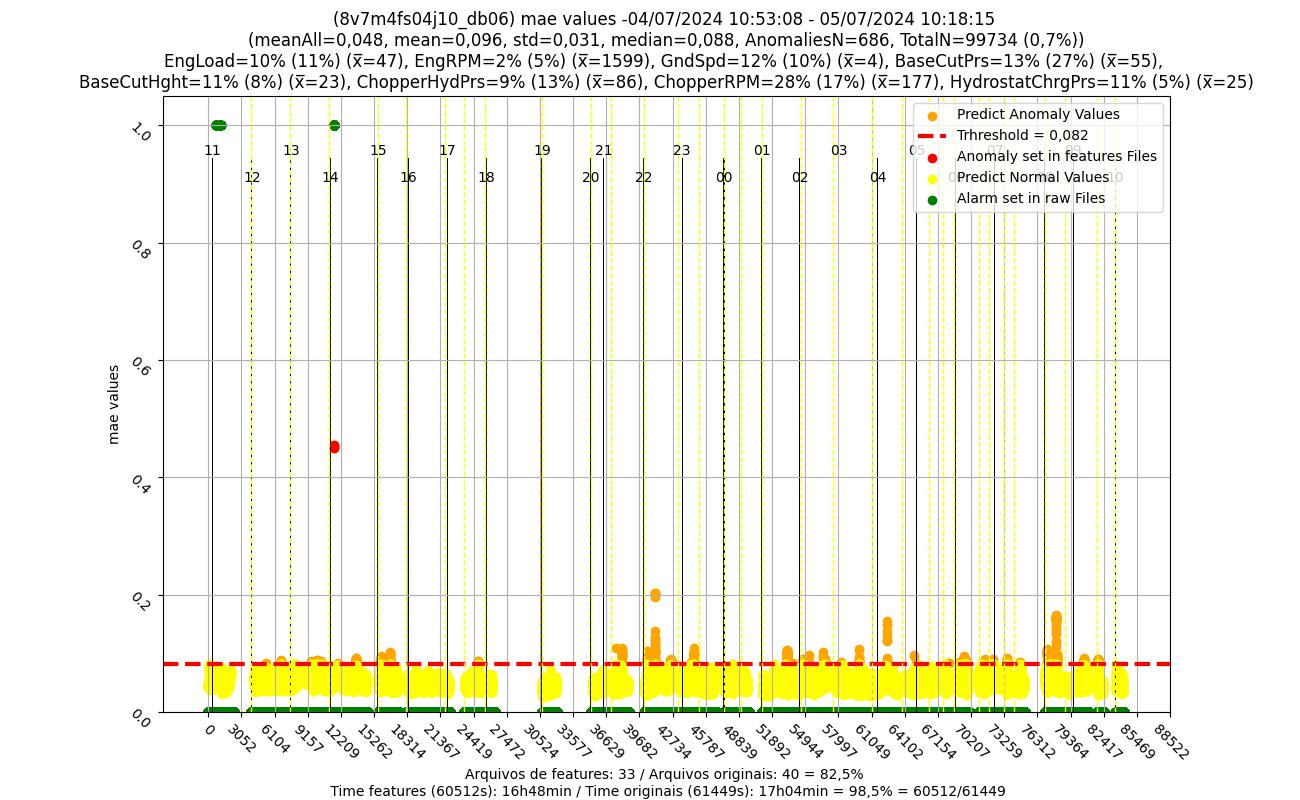 (8v7m4fs04j10_db06) mae values -04/07/2024 10:53:08 - 05/07/2024 10:18:15
(meanAll=0,048, mean=0,096, std=0,031, median=0,088, AnomaliesN=686, TotalN=99734 (0,7%))
EngLoad=10% (11%) (x̅=47), EngRPM=2% (5%) (x̅=1599), GndSpd=12% (10%) (x̅=4), BaseCutPrs=13% (27%) (x̅=55),
BaseCutHght=11% (8%) (x̅=23), ChopperHydPrs=9% (13%) (x̅=86), ChopperRPM=28% (17%) (x̅=177), HydrostatChrgPrs=11% (5%) (x̅=25)
Predict Anomaly Values
Trhreshold = 0,082
Anomaly set in features Files
Predict Normal Values
Alarm set in raw Files
11 13 15 17 19 21 23 01 03 05 07 09
12 14 16 18 20 22 00 02 04 10
1.0
0.8
0.6
0.4
0.2
0.0
mae values
0 3052 6104 9157 12209 15262 18314 21367 24419 27472 30524 33577 36629 39682 42734 45787 48839 51892 54944 57997 61049 64102 67154 70207 73259 76312 79364 82417 85469 88522
Arquivos de features: 33 / Arquivos originais: 40 = 82,5%
Time features (60512s): 16h48min / Time originais (61449s): 17h04min = 98,5% = 60512/61449